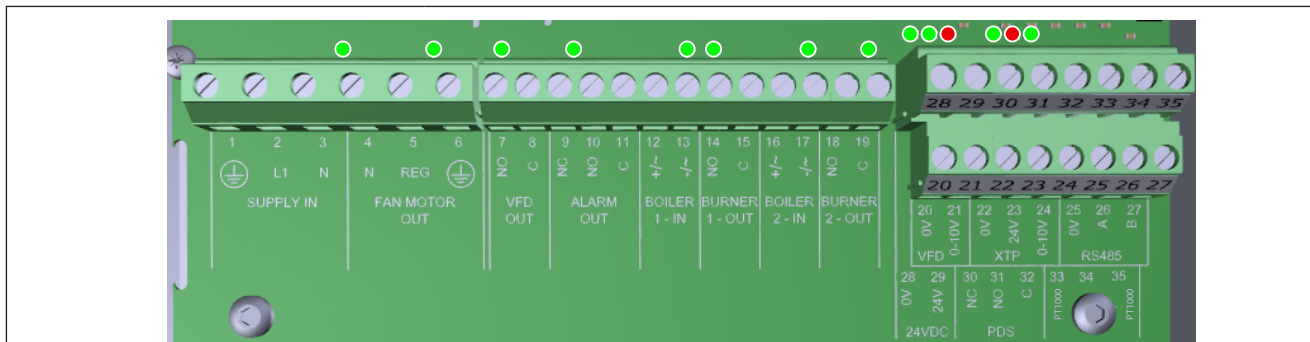 28 29 30 31 32 33 34 35
1 2 3 4 5 6 7 8 9 10 11 12 13 14 15 16 17 18 19
L1 N N REG NO C NC NO C +/~ -/~ NO C +/~ -/~ NO C
SUPPLY IN FAN MOTOR OUT VFD OUT ALARM OUT BOILER 1 - IN BURNER 1 - OUT BOILER 2 - IN BURNER 2 - OUT
20 21 22 23 24 25 26 27
20 21 22 23 24 25 26 27
0V 0-10V 0V 24V 0-10V 0V A B
VFD XTP RS485
28 29 30 31 32 33 34 35
0V 24V NC NO C PT1000 PT1000
24VDC PDS